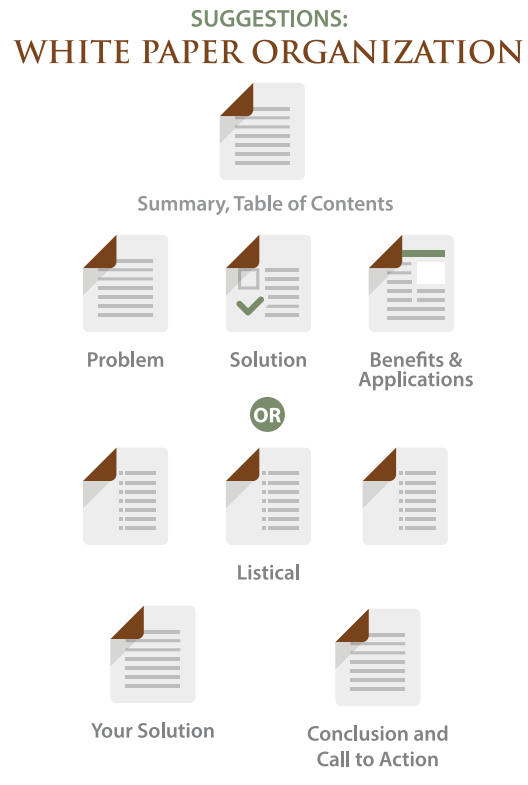 SUGGESTIONS:
WHITE PAPER ORGANIZATION
Summary, Table of Contents
Problem
Solution
Benefits &
Applications
OR
Listical
Your Solution
Conclusion and
Call to Action